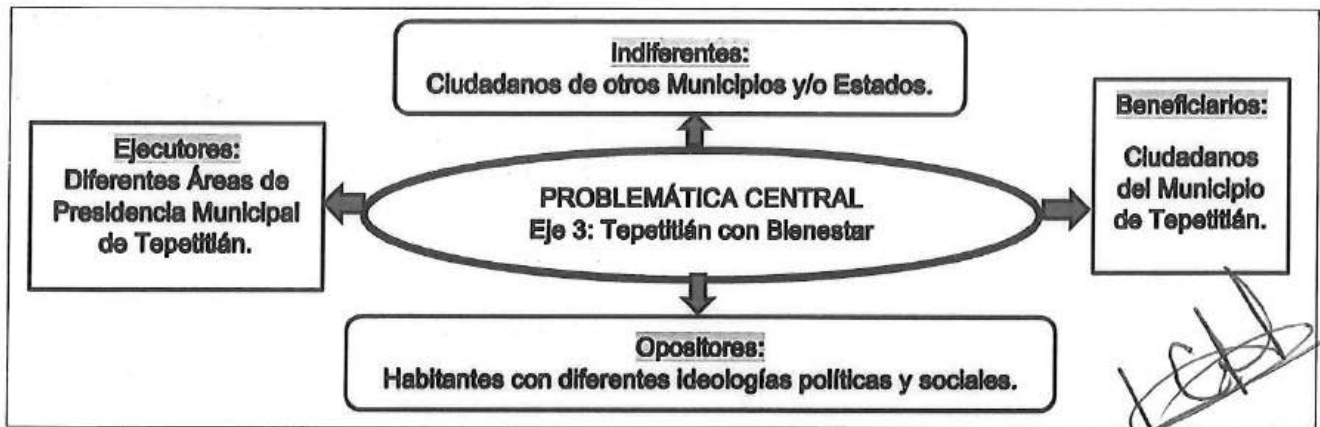 Indiferentes:
Ciudadanos de otros Municipios y/o Estados.
Ejecutores:
Diferentes Áreas de
Presidencia Municipal
de Tepetitlán.
PROBLEMÁTICA CENTRAL
Eje 3: Tepetitlán con Bienestar
Beneficiarios:
Ciudadanos
del Municipio
de Tepetitlán.
Opositores:
Habitantes con diferentes ideologías políticas y sociales.